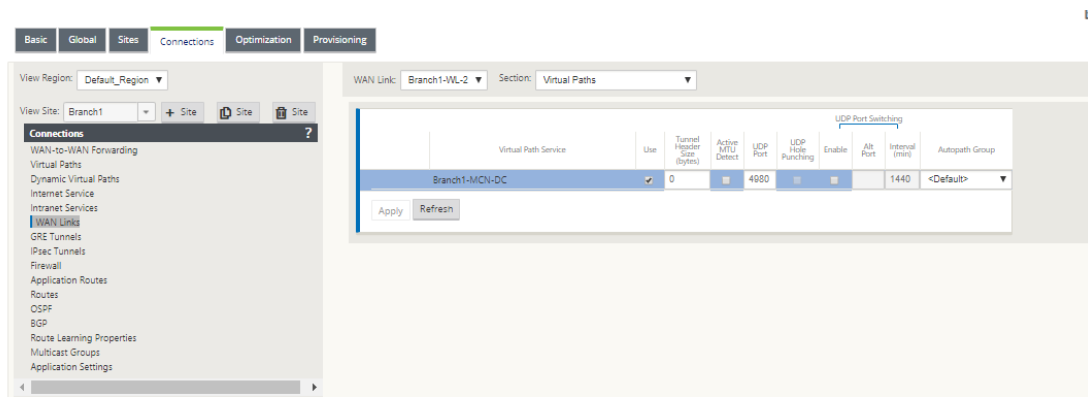 Basic Global Sites Connections Optimization Provisioning
View Region: Default_Region
WAN Link: Branch1-WL-2 Section: Virtual Paths
View Site: Branch1 + Site Site Site
Connections ?
WAN-to-WAN Forwarding
Virtual Paths
Dynamic Virtual Paths
Internet Service
Intranet Services
WAN Links
GRE Tunnels
IPsec Tunnels
Firewall
Application Routes
Routes
OSPF
BGP
Route Learning Properties
Multicast Groups
Application Settings
UDP Port Switching
Virtual Path Service Use Tunnel Header Size (bytes) Active MTU Detect UDP Port UDP Hole Punching Enable Alt Port Interval (min) Autopath Group
Branch1-MCN-DC 0 4980 1440 <Default>
Apply Refresh